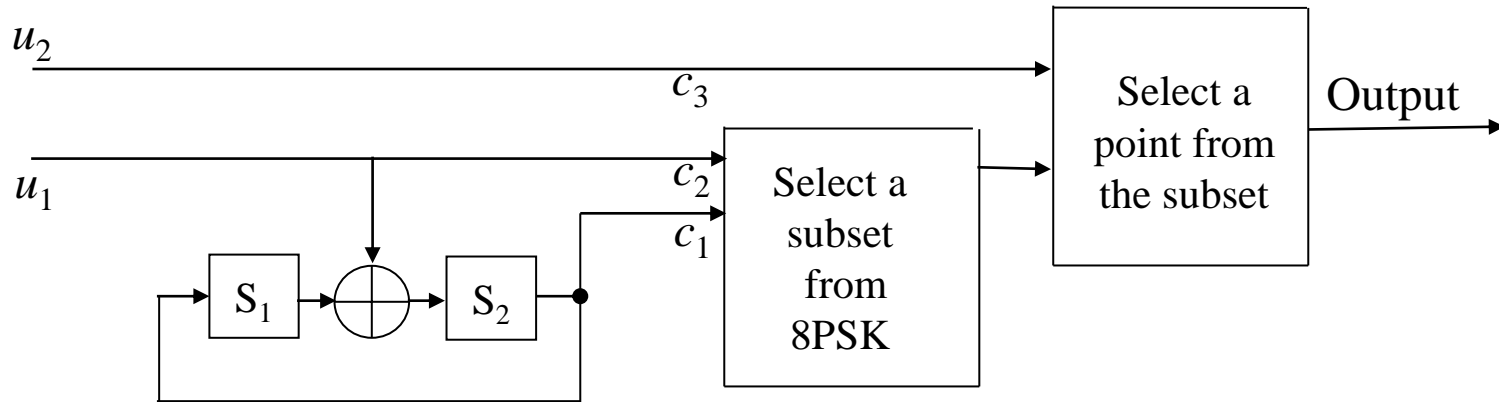 u₂
c₃
Select a
point from
the subset
Output
u₁
c₂
c₁
Select a
subset
from
8PSK
S₁
S₂